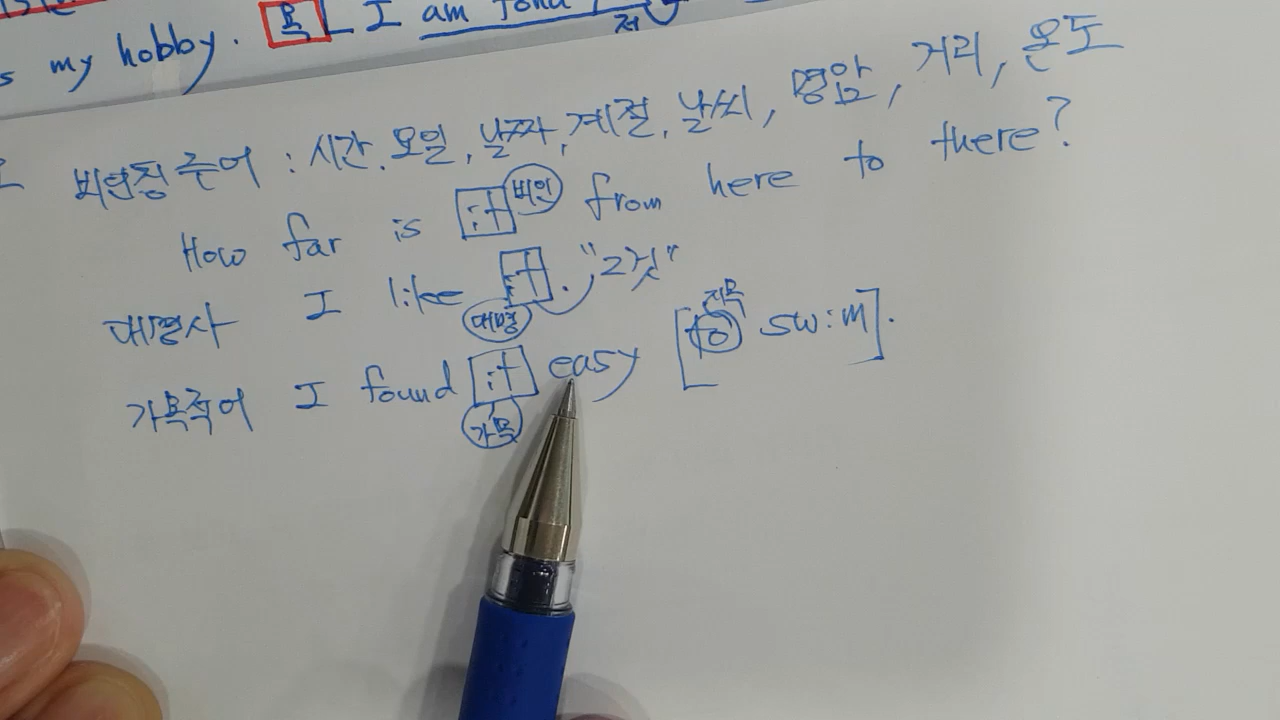 s my hobby. 목 I am fond
전
비인칭 주어 : 시간, 요일, 날짜, 계절, 날씨, 명암, 거리, 온도
How far is it 비인 from here to there?
대명사 I like it. "그것"
대명 진목
가목적어 I found it easy [to swim].
가목